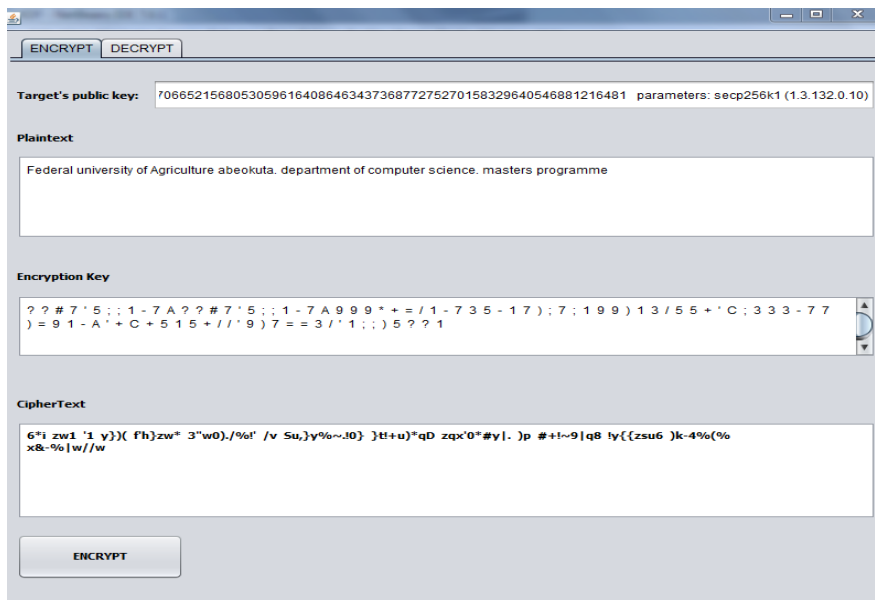 ENCRYPT DECRYPT
Target's public key: 706652156805305961640864634373687727527015832964054688121648​1 parameters: secp256k1 (1.3.132.0.10)
Plaintext
Federal university of Agriculture abeokuta. department of computer science. masters programme
Encryption Key
? ? # 7 ' 5 ; ; 1 - 7 A ? ? # 7 ' 5 ; ; 1 - 7 A 9 9 9 * + = / 1 - 7 3 5 - 1 7 ) ; 7 ; 1 9 9 ) 1 3 / 5 5 + ' C ; 3 3 3 - 7 7
) = 9 1 - A ' + C + 5 1 5 + / / ' 9 ) 7 = = 3 / ' 1 ; ; ) 5 ? ? 1
CipherText
6*i zw1 '1 y})( f'h}zw* 3"w0)./%!' /v Su,}y%~.!0} }t!+u)*qD zqx'0*#y|. )p #+!~9|q8 !y{{zsu6 )k-4%(%
x&-%|w//w
ENCRYPT